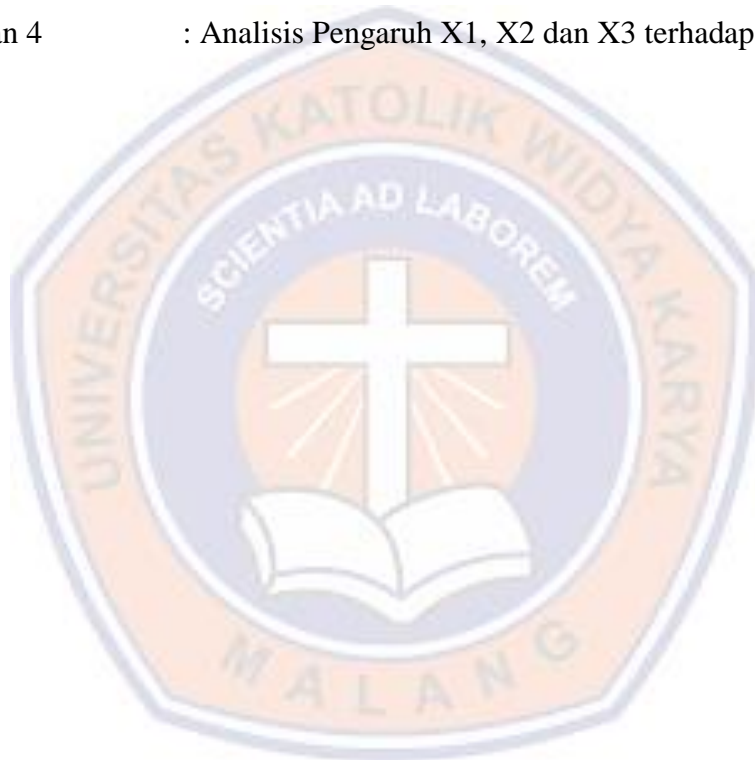 4 : Analisis Pengaruh X1, X2 dan X3 terhadap
UNIVERSITAS KATOLIK WIDYA KARYA
SCIENTIA AD LABOREM
MALANG